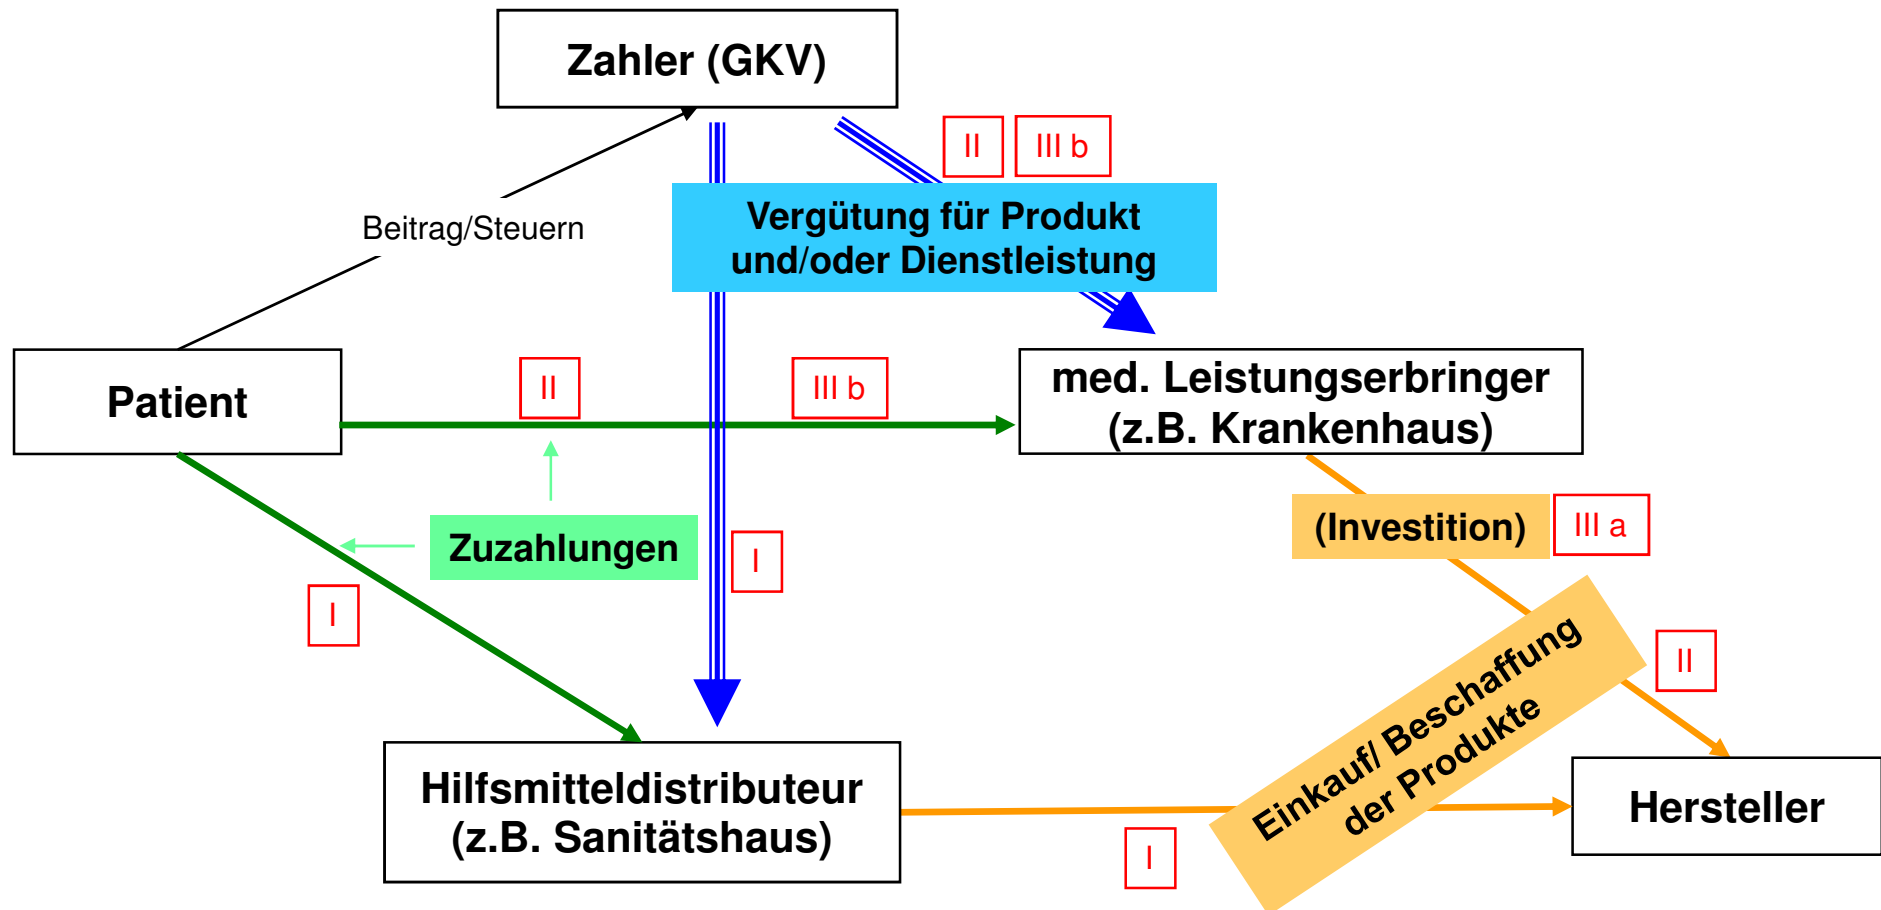 Zahler (GKV)
II
III b
Vergütung für Produkt
und/oder Dienstleistung
Beitrag/Steuern
Patient
II
III b
med. Leistungserbringer
(z.B. Krankenhaus)
(Investition)
III a
Zuzahlungen
I
I
Einkauf/ Beschaffung
der Produkte
II
Hilfsmitteldistributeur
(z.B. Sanitätshaus)
I
Hersteller